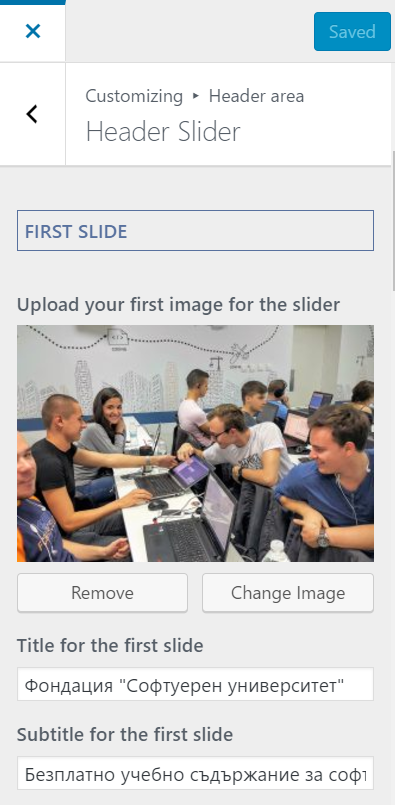 Saved
Customizing ▸ Header area
Header Slider
FIRST SLIDE
Upload your first image for the slider
Remove
Change Image
Title for the first slide
Фондация "Софтуерен университет"
Subtitle for the first slide
Безплатно учебно съдържание за софт